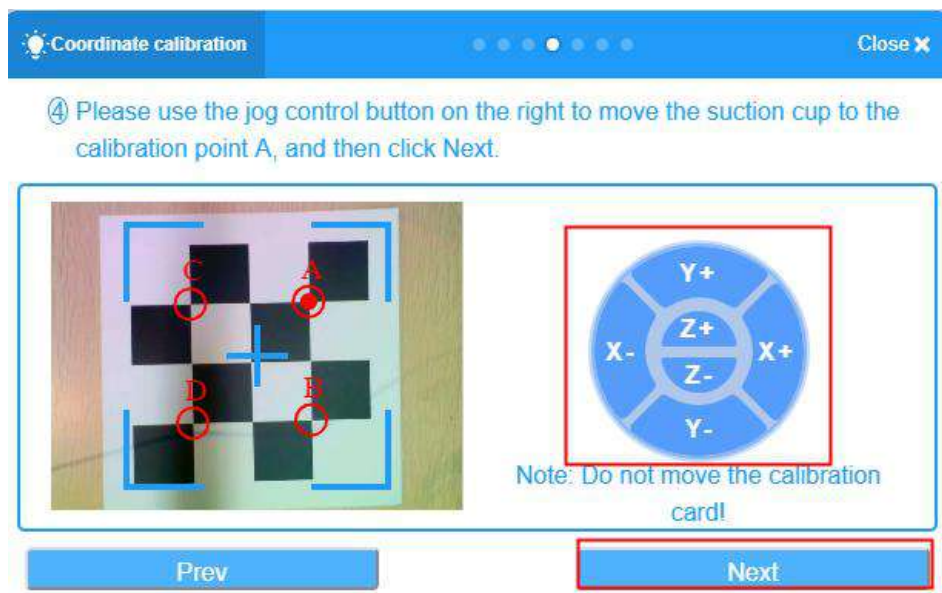 Coordinate calibration
Close ×
④ Please use the jog control button on the right to move the suction cup to the
calibration point A, and then click Next.
C
A
D
B
Y+
Z+
X-
X+
Z-
Y-
Note: Do not move the calibration
card!
Prev
Next